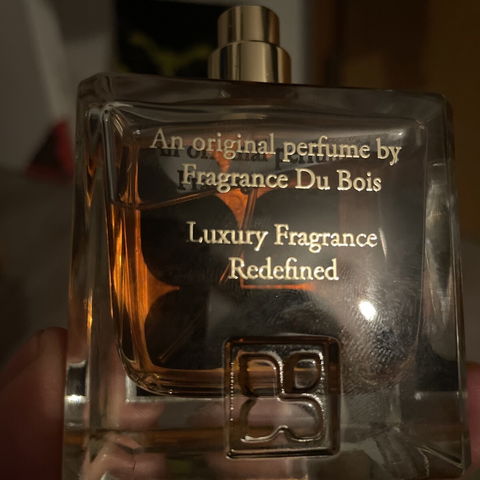 An original perfume by
Fragrance Du Bois
Luxury Fragrance
Redefined